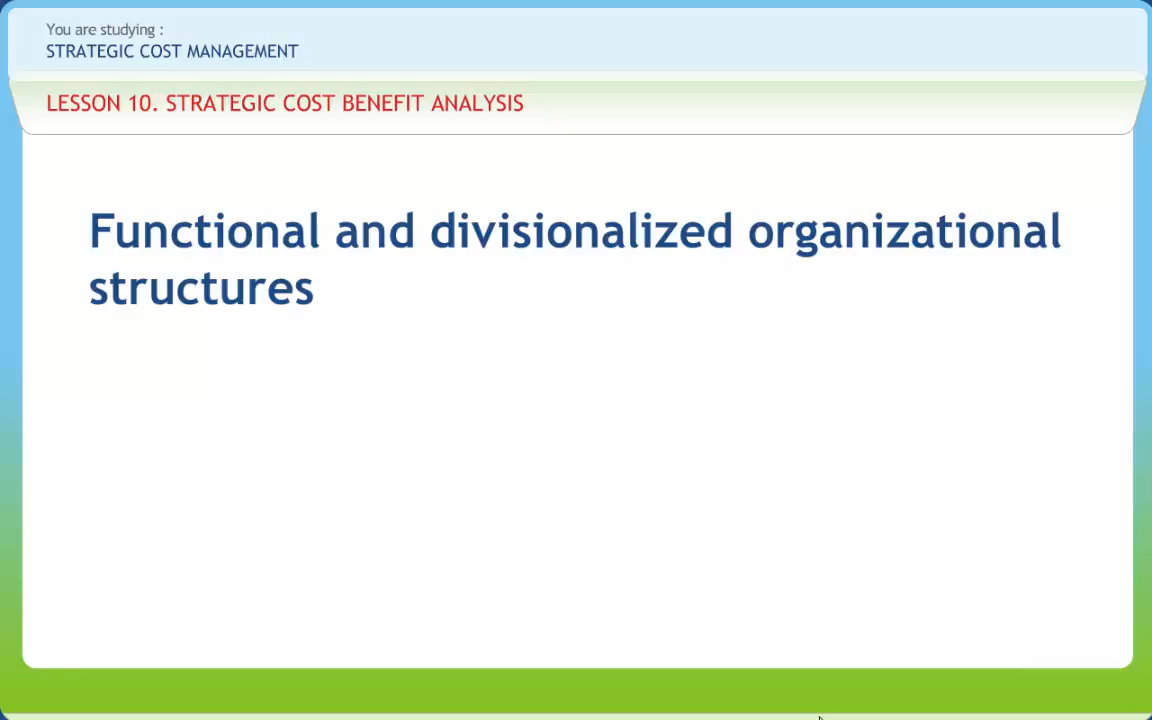 You are studying :
STRATEGIC COST MANAGEMENT
LESSON 10. STRATEGIC COST BENEFIT ANALYSIS
Functional and divisionalized organizational
structures